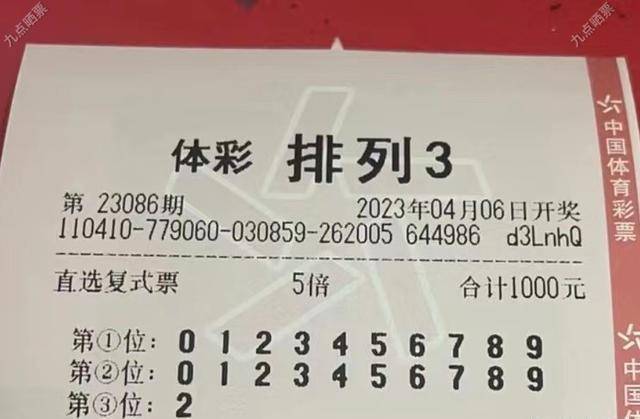 九点晒票
九点晒票
体彩 排列3
第 23086期 2023年04月06日开奖
110410-779060-030859-262005 644986 d3LnhQ
直选复式票 5倍 合计1000元
第①位: 0 1 2 3 4 5 6 7 8 9
第②位: 0 1 2 3 4 5 6 7 8 9
第③位: 2
中国体育彩票
中国体